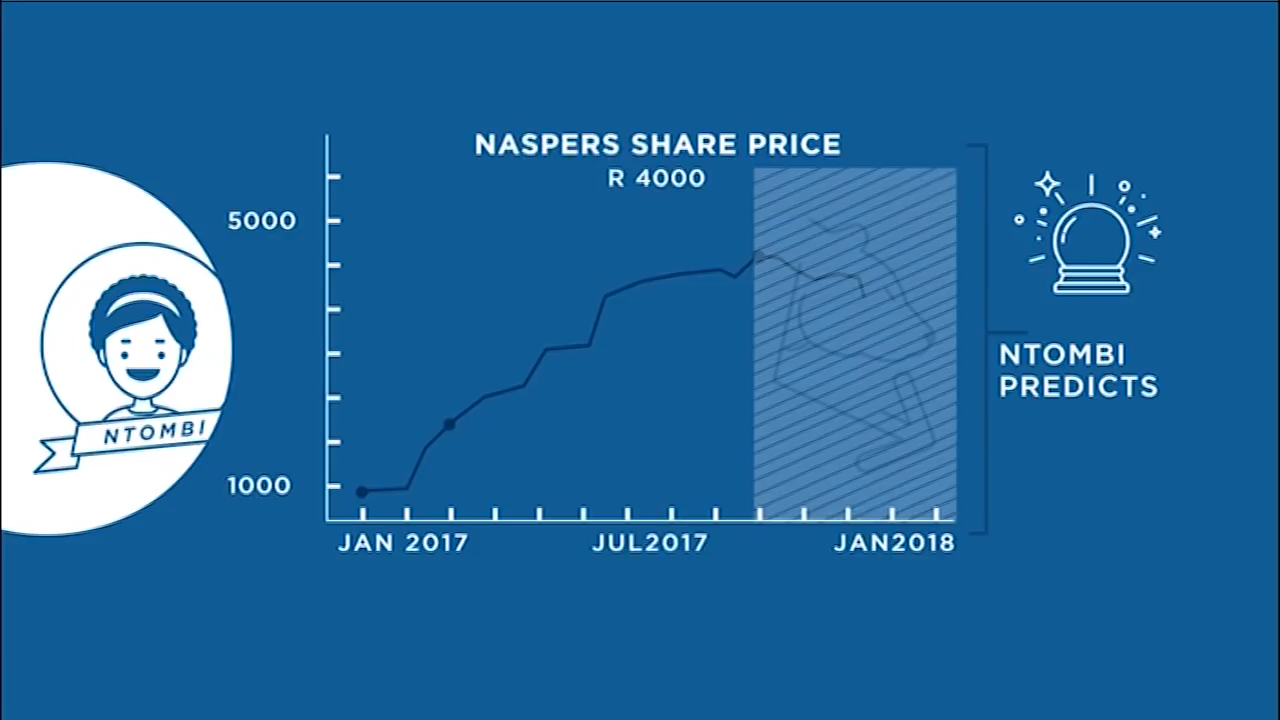 NASPERS SHARE PRICE
R 4000
5000
1000
JAN 2017
JUL2017
JAN2018
NTOMBI
NTOMBI
PREDICTS